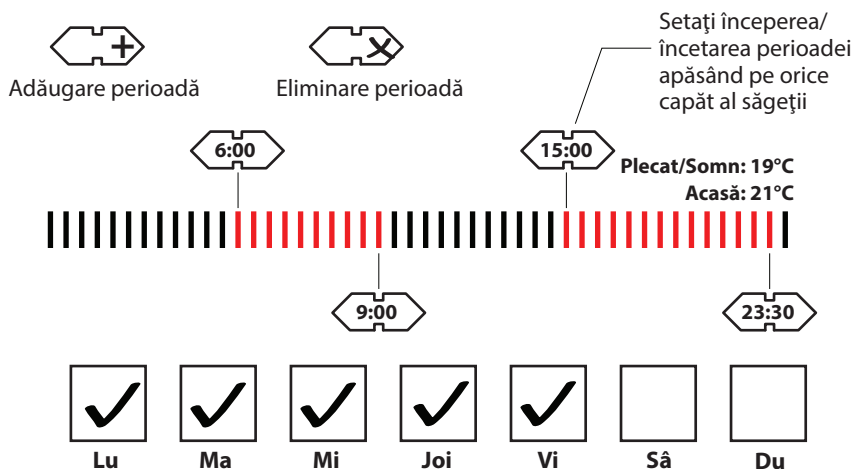 Adăugare perioadă
Eliminare perioadă
Setaţi începerea/
încetarea perioadei
apăsând pe orice
capăt al săgeţii
6:00
15:00
Plecat/Somn: 19°C
Acasă: 21°C
9:00
23:30
Lu Ma Mi Joi Vi Sâ Du